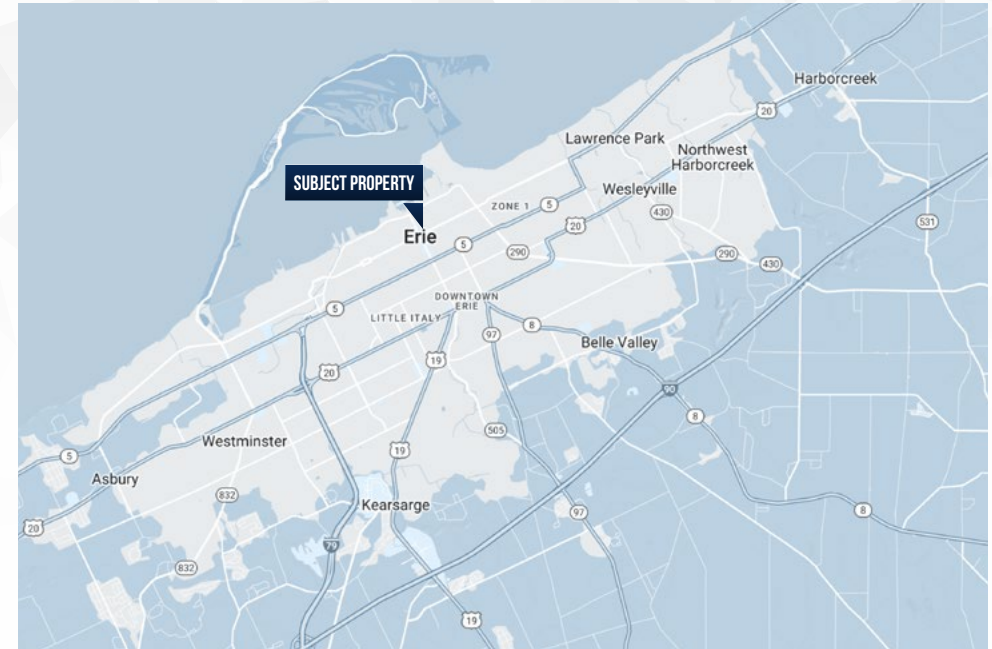 Harborcreek
20
Lawrence Park
Northwest
Harborcreek
SUBJECT PROPERTY
Wesleyville
ZONE 1
5
430
531
20
Erie
5
290
290
430
DOWNTOWN
ERIE
5
LITTLE ITALY
8
97
Belle Valley
19
20
90
8
505
Westminster
19
5
Asbury
832
Kearsarge
97
8
20
79
832
19